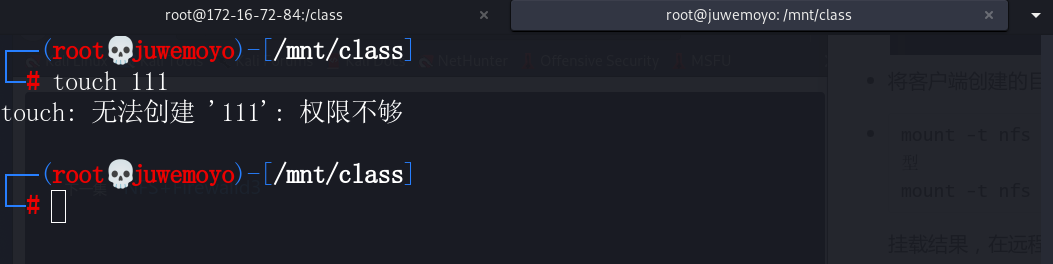 root@172-16-72-84:/class
root@juwemoyo: /mnt/class
(root💀juwemoyo)-[/mnt/class]
# touch 111
touch: 无法创建 '111': 权限不够
(root💀juwemoyo)-[/mnt/class]
#
NetHunter
Offensive Security
MSFU
将客户端创建的目
mount -t nfs
或
mount -t nfs
挂载结果，在远程